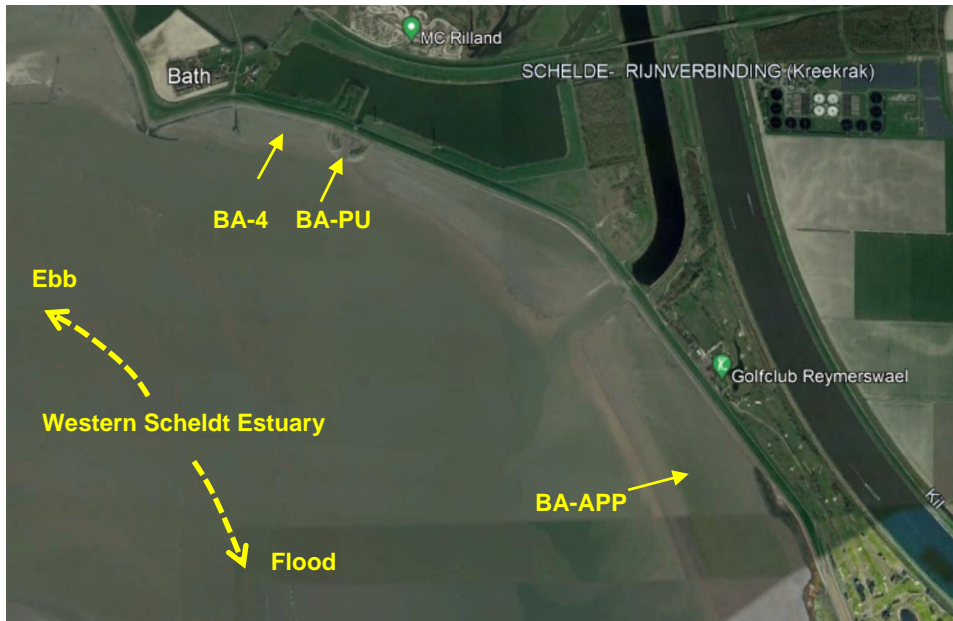 MC Rilland
Bath
SCHELDE- RIJNVERBINDING (Kreekrak)
BA-4
BA-PU
Ebb
Golfclub Reymerswael
Western Scheldt Estuary
BA-APP
Kil
Flood